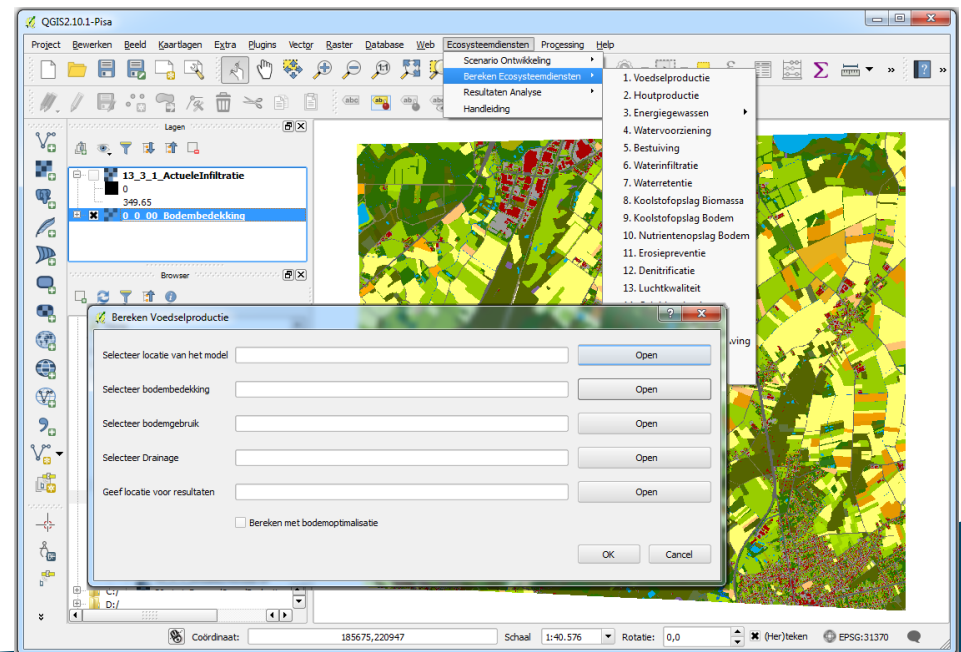 QGIS2.10.1-Pisa
Project Bewerken Beeld Kaartlagen Extra Plugins Vector Raster Database Web Ecosysteemdiensten Processing Help
Scenario Ontwikkeling
Bereken Ecosysteemdiensten
Resultaten Analyse
Handleiding
1. Voedselproductie
2. Houtproductie
3. Energiegewassen
4. Watervoorziening
5. Bestuiving
6. Waterinfiltratie
7. Waterretentie
8. Koolstofopslag Biomassa
9. Koolstofopslag Bodem
10. Nutrientenopslag Bodem
11. Erosiepreventie
12. Denitrificatie
13. Luchtkwaliteit
Lagen
13_3_1_ActueleInfiltratie
0
349.65
0_0_00_Bodembedekking
Browser
Bereken Voedselproductie
Selecteer locatie van het model Open
Selecteer bodembedekking Open
Selecteer bodemgebruik Open
Selecteer Drainage Open
Geef locatie voor resultaten Open
Bereken met bodemoptimalisatie
OK Cancel
C:/
D:/
Coördinaat: 185675,220947 Schaal 1:40.576 Rotatie: 0,0 (Her)teken EPSG:31370